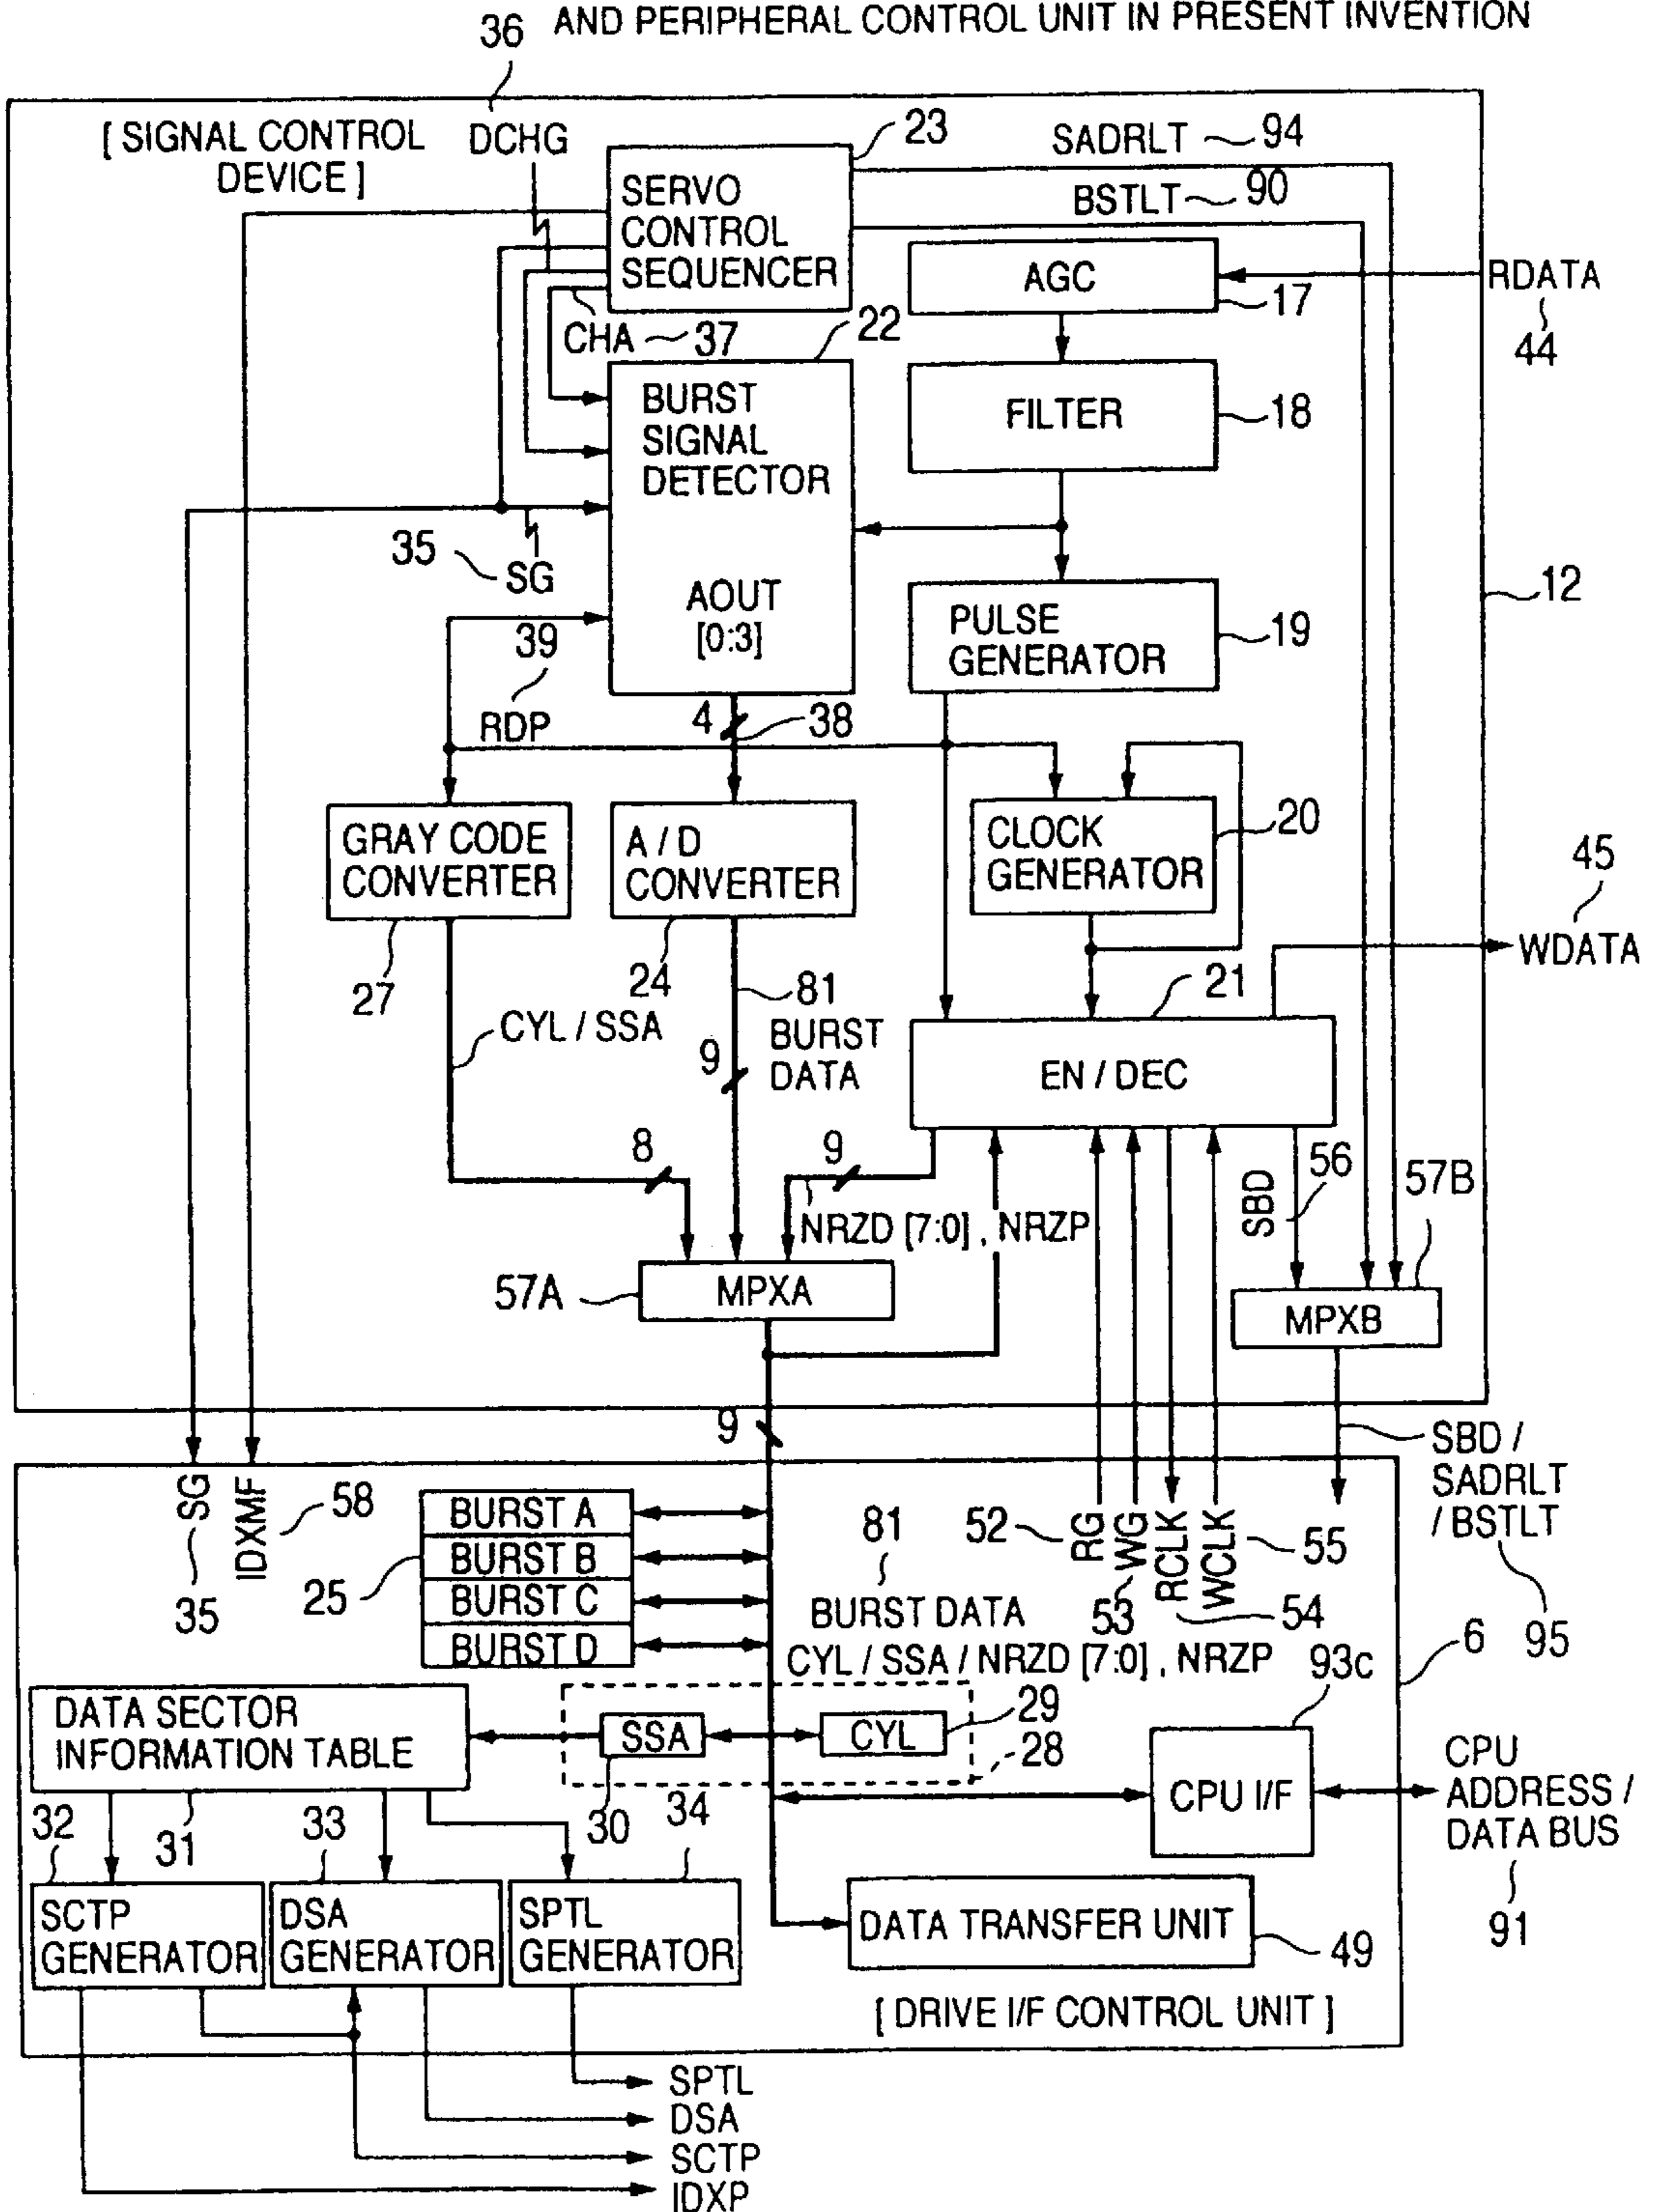 AND PERIPHERAL CONTROL UNIT IN PRESENT INVENTION
36
[ SIGNAL CONTROL
DEVICE ]
DCHG
23
SADRLT
94
SERVO
CONTROL
SEQUENCER
BSTLT
90
AGC
17
RDATA
44
CHA
37
22
BURST
SIGNAL
DETECTOR
FILTER
18
35
SG
AOUT
[0:3]
12
PULSE
GENERATOR
19
39
RDP
4
38
GRAY CODE
CONVERTER
A / D
CONVERTER
CLOCK
GENERATOR
20
45
WDATA
27
24
81
21
CYL / SSA
BURST
DATA
9
EN / DEC
8
9
56
57B
SBD
NRZD [7:0] , NRZP
57A
MPXA
MPXB
9
SBD /
SADRLT
/ BSTLT
SG
IDXMF
58
35
BURST A
BURST B
BURST C
BURST D
25
81
52
RG
WG
RCLK
WCLK
55
53
54
BURST DATA
CYL / SSA / NRZD [7:0] , NRZP
6
95
93c
DATA SECTOR
INFORMATION TABLE
SSA
CYL
29
28
CPU I/F
CPU
ADDRESS /
DATA BUS
91
32
31
33
30
34
SCTP
GENERATOR
DSA
GENERATOR
SPTL
GENERATOR
DATA TRANSFER UNIT
49
[ DRIVE I/F CONTROL UNIT ]
SPTL
DSA
SCTP
IDXP